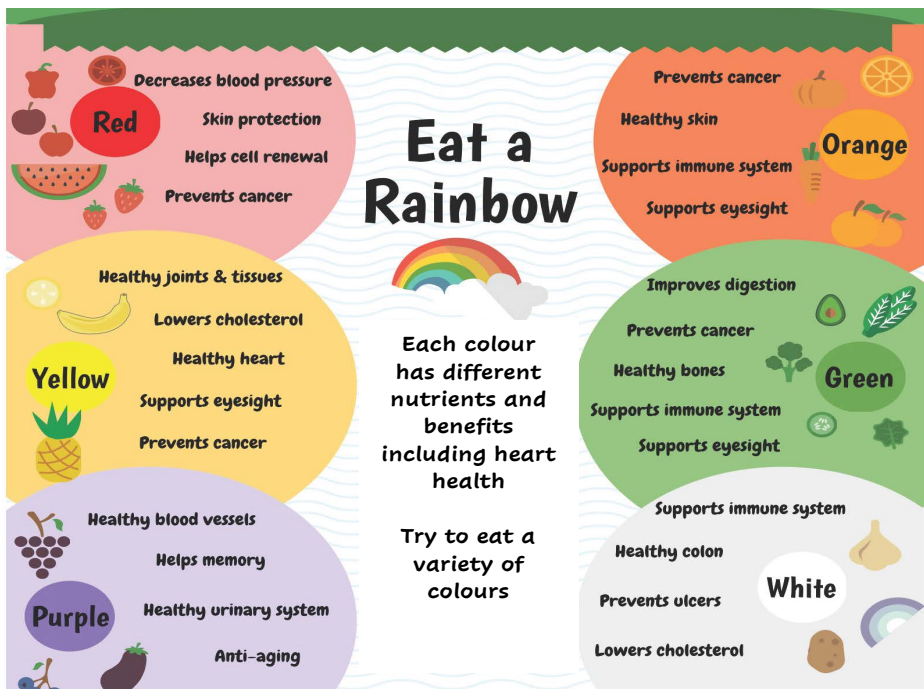 Eat a
Rainbow
Each colour
has different
nutrients and
benefits
including heart
health
Try to eat a
variety of
colours
Red
Decreases blood pressure
Skin protection
Helps cell renewal
Prevents cancer
Yellow
Healthy joints & tissues
Lowers cholesterol
Healthy heart
Supports eyesight
Prevents cancer
Purple
Healthy blood vessels
Helps memory
Healthy urinary system
Anti-aging
Orange
Prevents cancer
Healthy skin
Supports immune system
Supports eyesight
Green
Improves digestion
Prevents cancer
Healthy bones
Supports immune system
Supports eyesight
White
Supports immune system
Healthy colon
Prevents ulcers
Lowers cholesterol